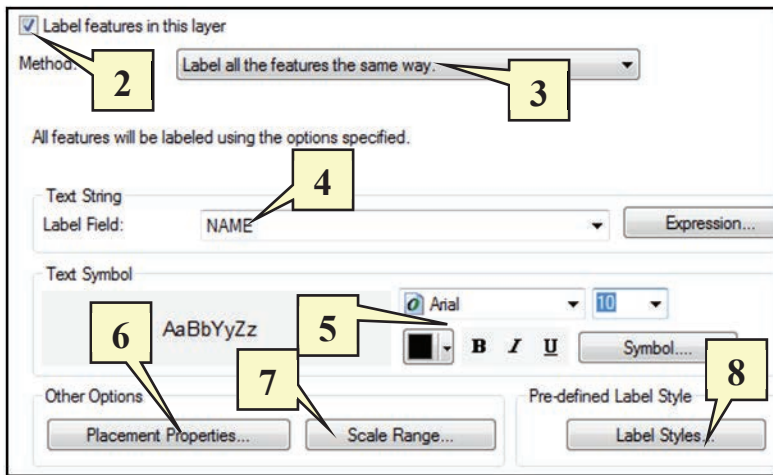 Label features in this layer
Method: Label all the features the same way.
2
3
All features will be labeled using the options specified.
4
Text String
Label Field: NAME Expression...
Text Symbol
AaBbYyZz
Arial 10
5
B I U Symbol....
6
7
8
Other Options
Pre-defined Label Style
Placement Properties... Scale Range... Label Styles...